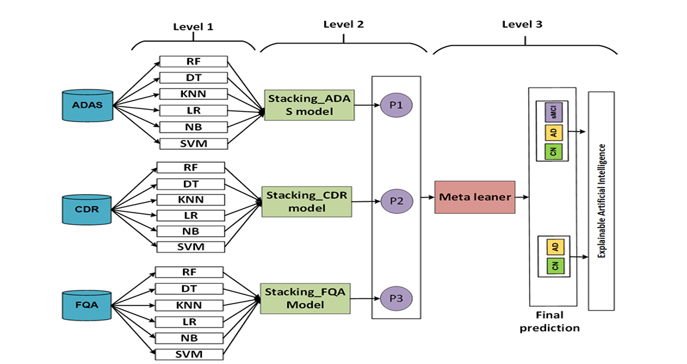 Level 1
Level 2
Level 3
ADAS
RF
DT
KNN
LR
NB
SVM
Stacking_ADA
S model
P1
CDR
RF
DT
KNN
LR
NB
SVM
Stacking_CDR
model
P2
FQA
RF
DT
KNN
LR
NB
SVM
Stacking_FQA
Model
P3
Meta leaner
sMCI
AD
CN
AD
CN
Final
prediction
Explainable Artificial Intelligence